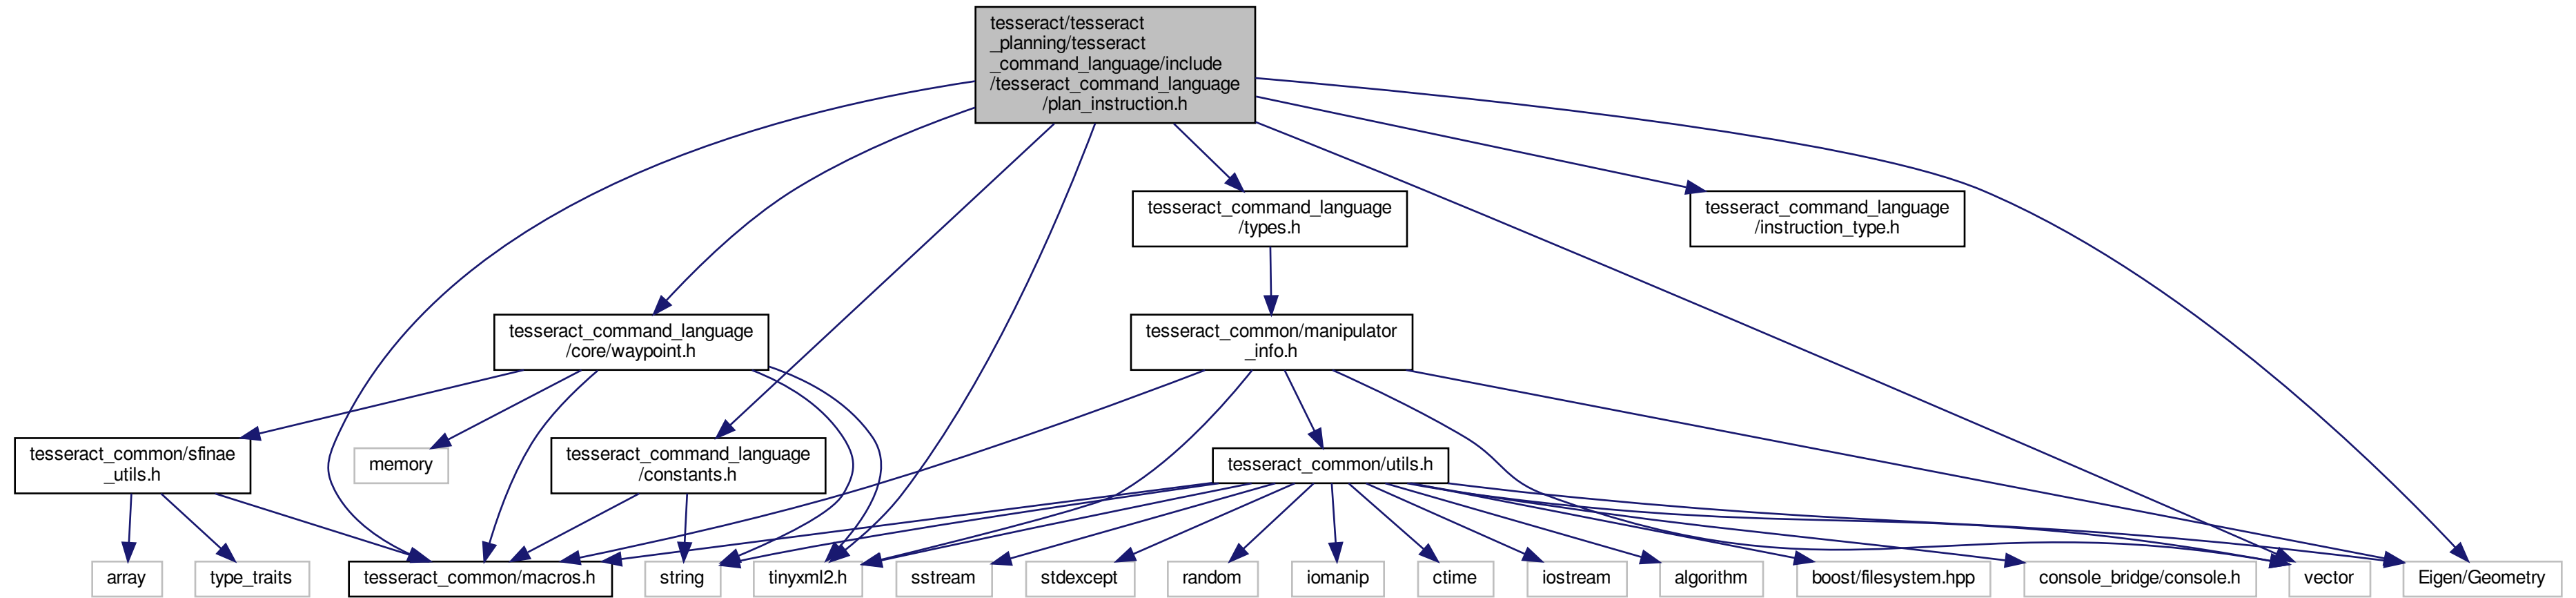 tesseract/tesseract
_planning/tesseract
_command_language/include
/tesseract_command_language
/plan_instruction.h
tesseract_command_language
/types.h
tesseract_command_language
/instruction_type.h
tesseract_command_language
/core/waypoint.h
tesseract_common/manipulator
_info.h
tesseract_common/sfinae
_utils.h
memory
tesseract_command_language
/constants.h
tesseract_common/utils.h
array
type_traits
tesseract_common/macros.h
string
tinyxml2.h
sstream
stdexcept
random
iomanip
ctime
iostream
algorithm
boost/filesystem.hpp
console_bridge/console.h
vector
Eigen/Geometry